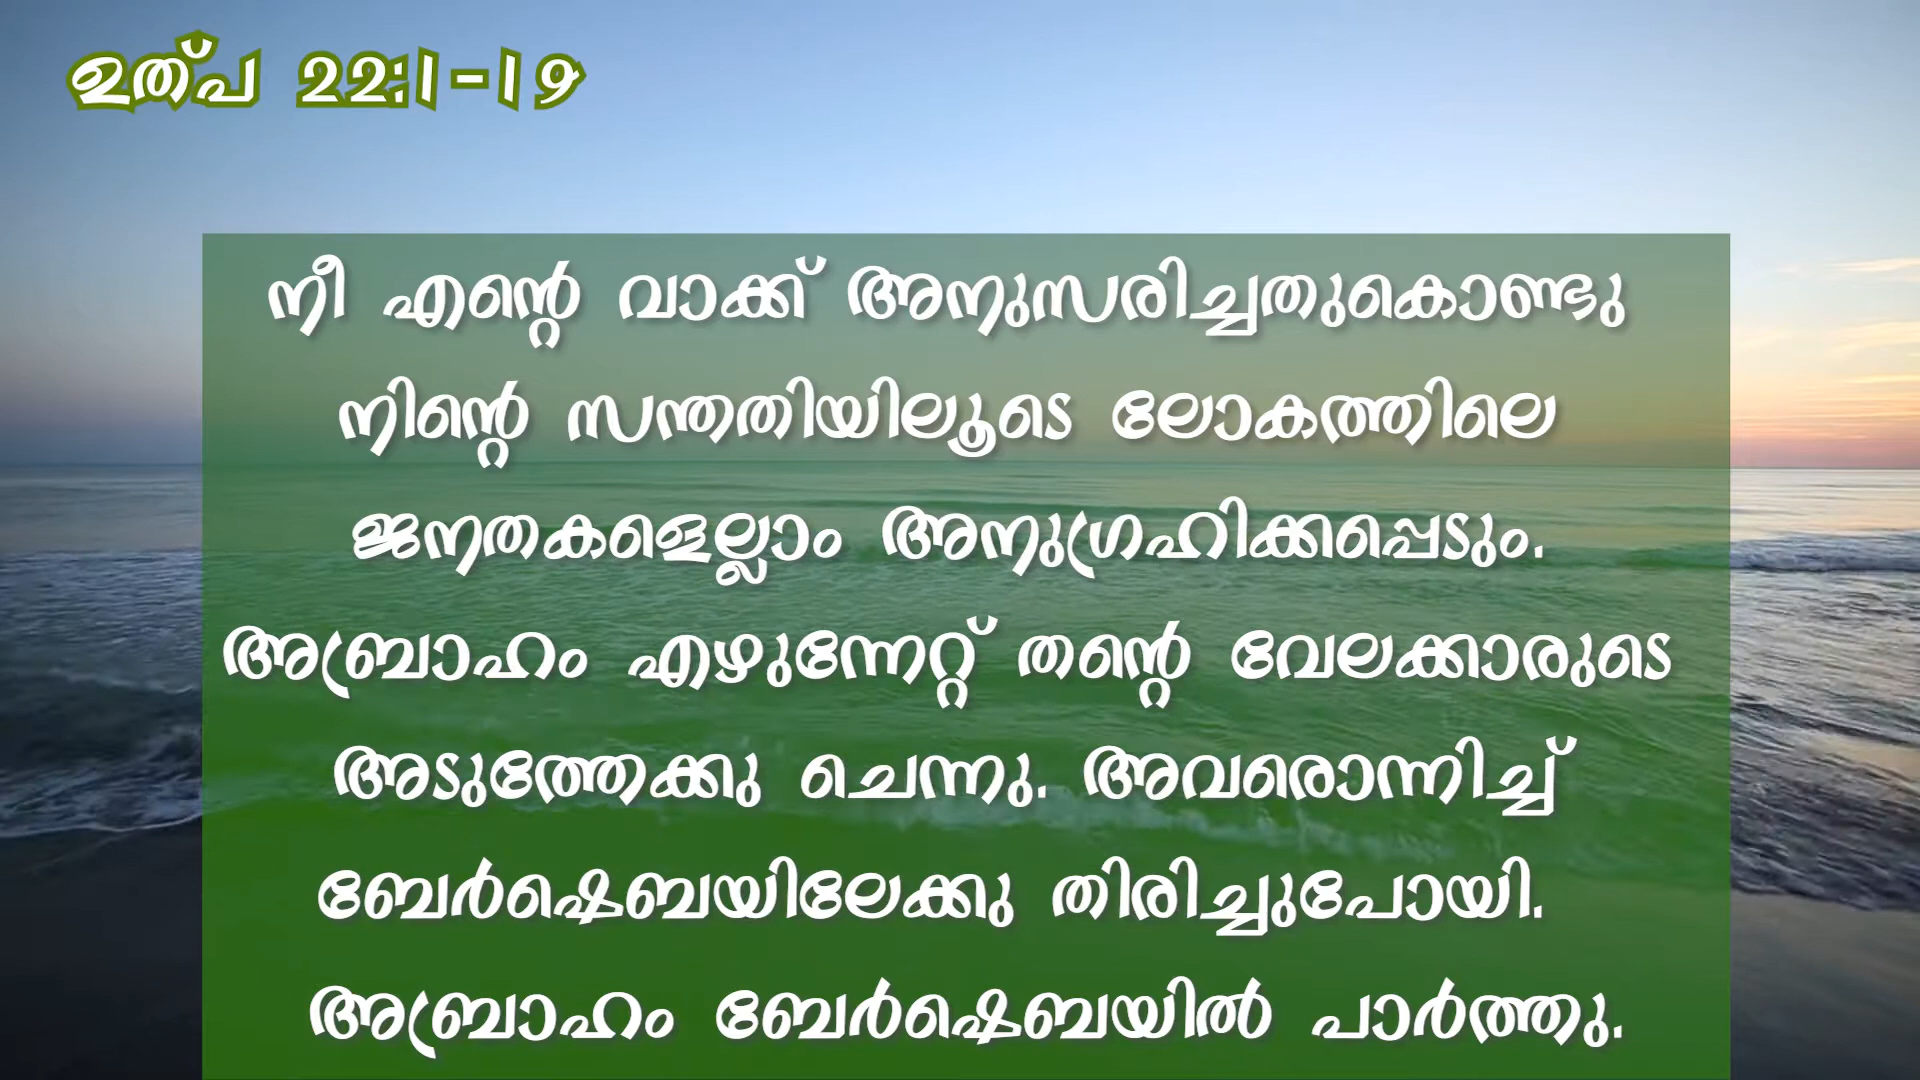 ഉത്പ 22:1-19
നീ എന്റെ വാക്ക് അനുസരിച്ചതുകൊണ്ടു
നിന്റെ സന്തതിയിലൂടെ ലോകത്തിലെ
ജനതകളെല്ലാം അനുഗ്രഹിക്കപ്പെടും.
അബ്രാഹം എഴുന്നേറ്റ് തന്റെ വേലക്കാരുടെ
അടുത്തേക്കു ചെന്നു. അവരൊന്നിച്ച്
ബേർഷെബയിലേക്കു തിരിച്ചുപോയി.
അബ്രാഹം ബേർഷെബയിൽ പാർത്തു.